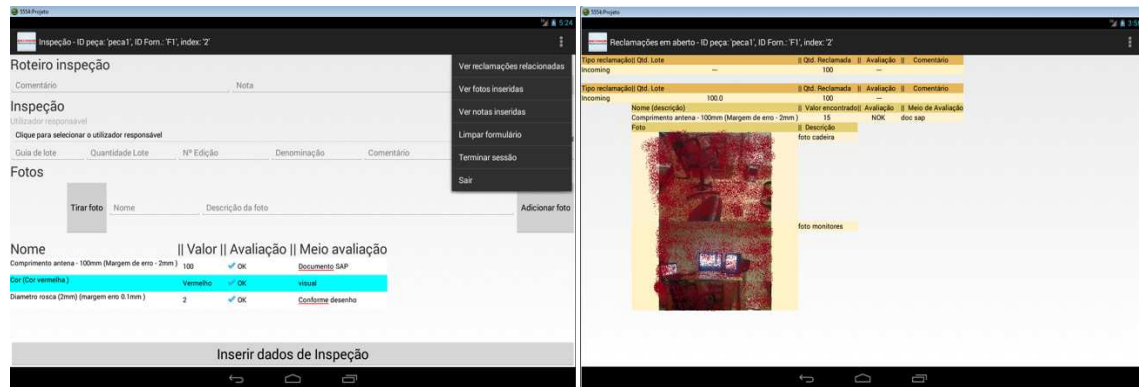 5554:Projeto
5:24
Inspeção - ID peça: 'peca1', ID Forn.: 'F1', index: '2'
Roteiro inspeção
Comentário Nota
Inspeção
Utilizador responsável
Clique para selecionar o utilizador responsável
Guia de lote Quantidade Lote Nº Edição Denominação Comentário
Fotos
Tirar foto Nome Descrição da foto Adicionar foto
Ver reclamações relacionadas
Ver fotos inseridas
Ver notas inseridas
Limpar formulário
Terminar sessão
Sair
Nome || Valor || Avaliação || Meio avaliação
Comprimento antena - 100mm (Margem de erro - 2mm ) 100 OK Documento SAP
Cor (Cor vermelha ) Vermelho OK visual
Diametro rosca (2mm) (margem erro 0.1mm ) 2 OK Conforme desenho
Inserir dados de Inspeção
5554:Projeto
Reclamações em aberto - ID peça: 'peca1', ID Forn.: 'F1', index: '2'
Tipo reclamação|| Qtd. Lote || Qtd. Reclamada || Avaliação || Comentário
Incoming --- 100 ---
Tipo reclamação|| Qtd. Lote || Qtd. Reclamada || Avaliação || Comentário
Incoming 100.0 100 ---
Nome (descrição) || Valor encontrado|| Avaliação || Meio de Avaliação
Comprimento antena - 100mm (Margem de erro - 2mm ) 15 NOK doc sap
Foto || Descrição
foto cadeira
foto monitores